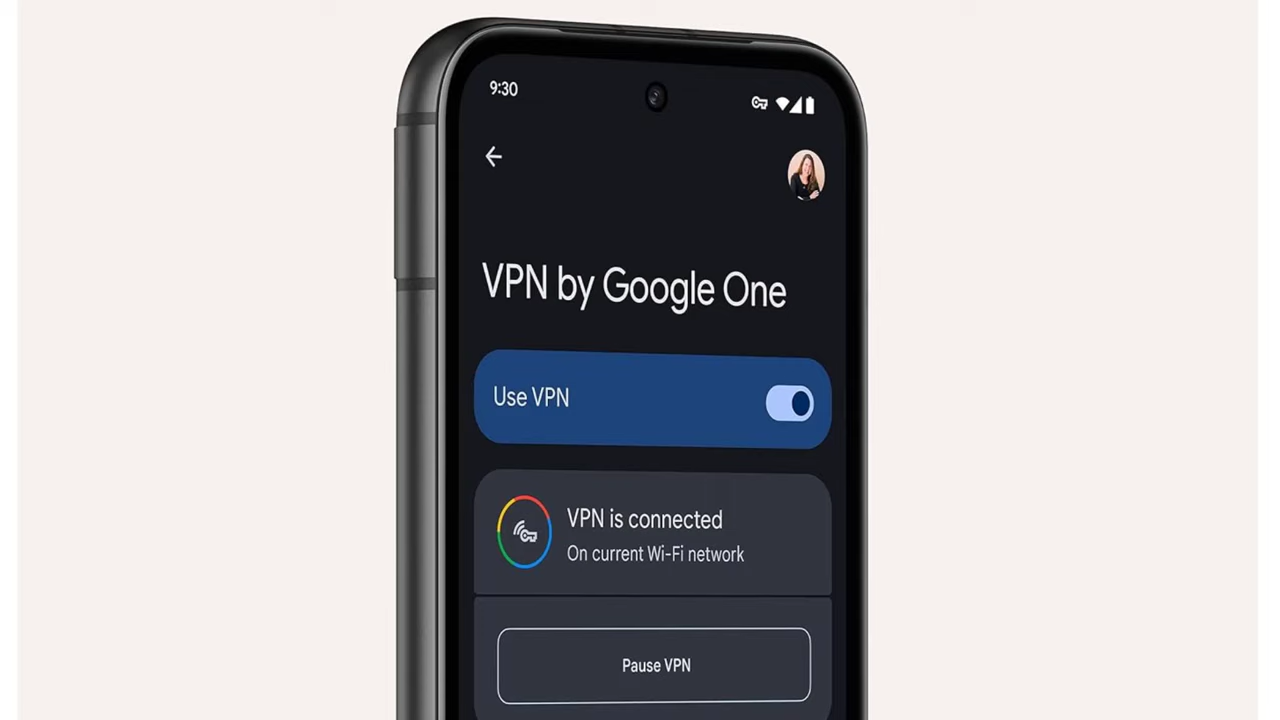 9:30
VPN by Google One
Use VPN
VPN is connected
On current Wi-Fi network
Pause VPN